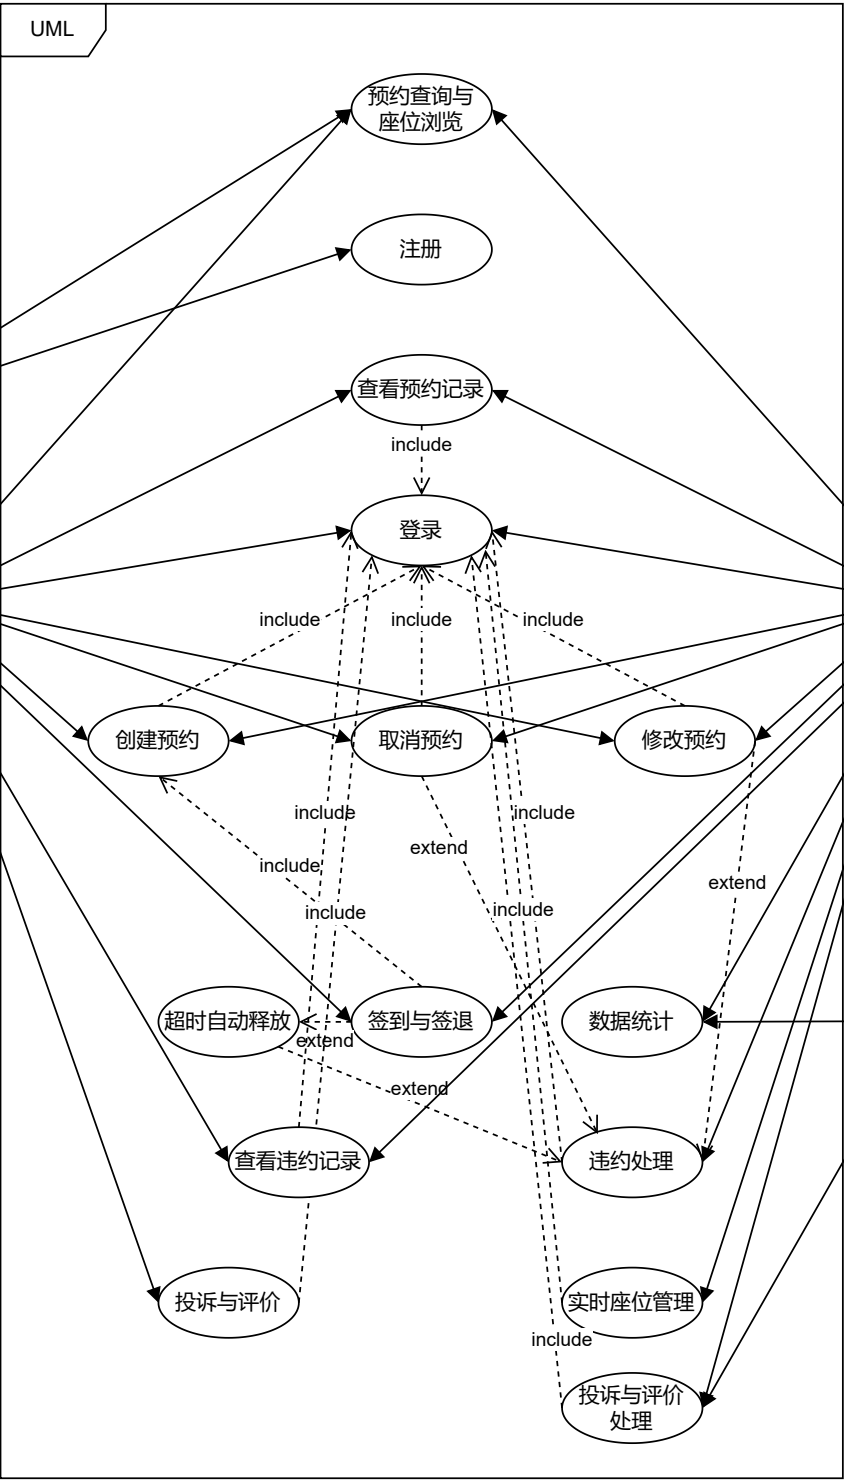 UML
预约查询与
座位浏览
注册
查看预约记录
include
登录
include
include
include
创建预约
取消预约
修改预约
include
include
extend
include
extend
include
include
超时自动释放
签到与签退
数据统计
extend
extend
查看违约记录
违约处理
投诉与评价
实时座位管理
include
投诉与评价
处理